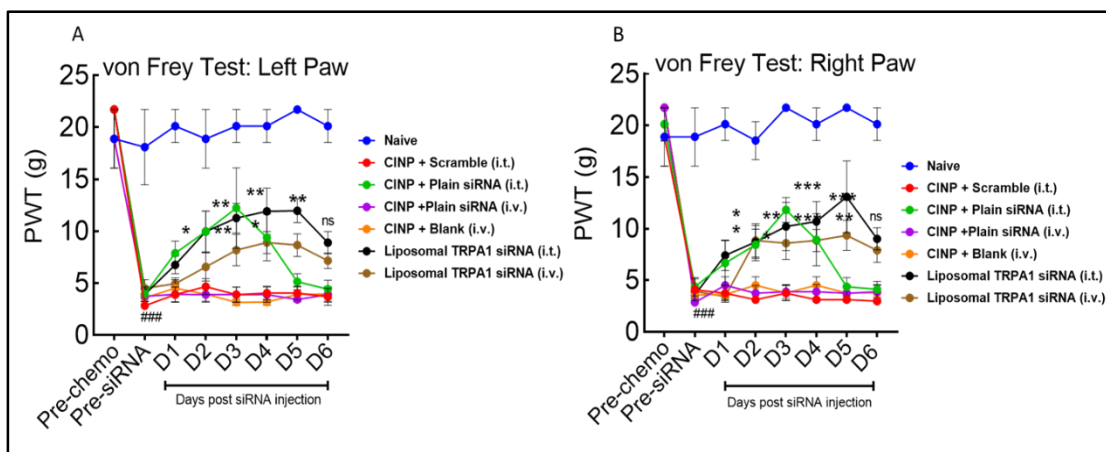 A
von Frey Test: Left Paw
PWT (g)
25
20
15
10
5
0
* ** ** ** * ** ns
###
Pre-chemo
Pre-siRNA
D1
D2
D3
D4
D5
D6
Days post siRNA injection
Naive
CINP + Scramble (i.t.)
CINP + Plain siRNA (i.t.)
CINP +Plain siRNA (i.v.)
CINP + Blank (i.v.)
Liposomal TRPA1 siRNA (i.t.)
Liposomal TRPA1 siRNA (i.v.)
B
von Frey Test: Right Paw
PWT (g)
25
20
15
10
5
0
###
ns
Pre-chemo
Pre-siRNA
D1
D2
D3
D4
D5
D6
Days post siRNA injection
Naive
CINP + Scramble (i.t.)
CINP + Plain siRNA (i.t.)
CINP +Plain siRNA (i.v.)
CINP + Blank (i.v.)
Liposomal TRPA1 siRNA (i.t.)
Liposomal TRPA1 siRNA (i.v.)